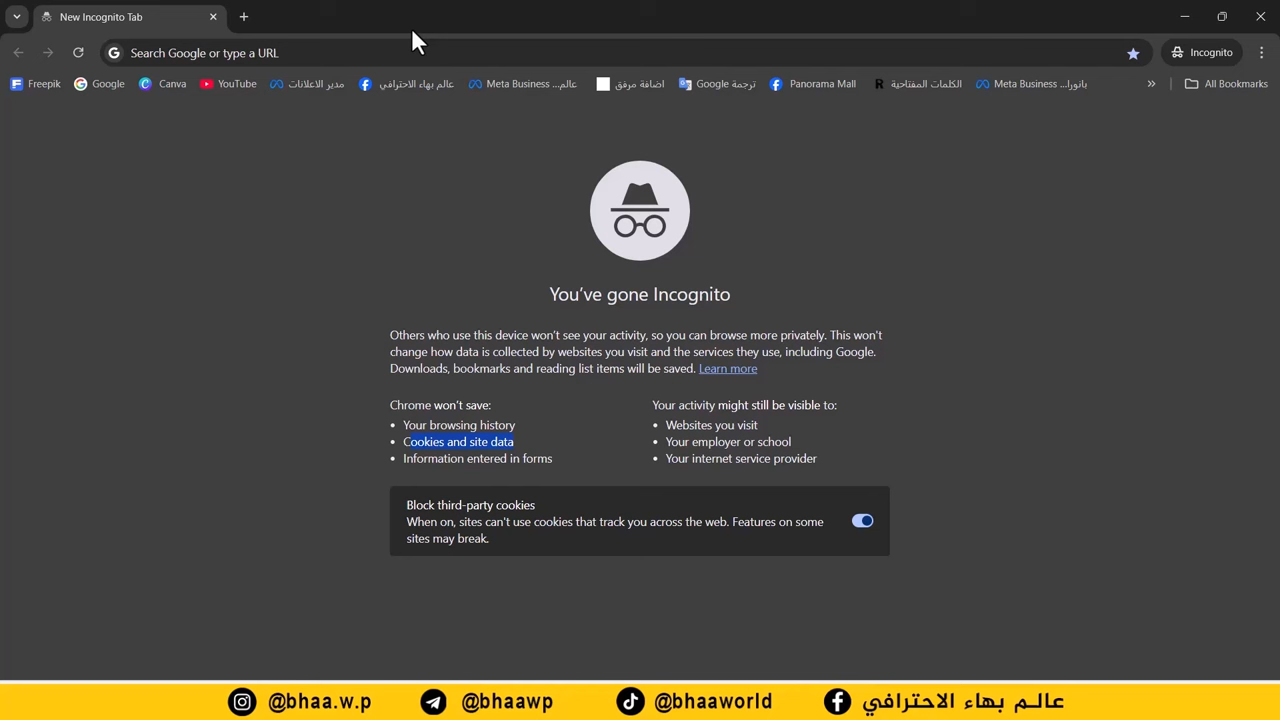 New Incognito Tab
Search Google or type a URL
Incognito
Freepik
Google
Canva
YouTube
مدير الاعلانات
عالم بهاء الاحترافي
Meta Business ...عالم
اضافة مرفق
ترجمة Google
Panorama Mall
الكلمات المفتاحية
Meta Business ...بانورا
All Bookmarks
You've gone Incognito
Others who use this device won't see your activity, so you can browse more privately. This won't
change how data is collected by websites you visit and the services they use, including Google.
Downloads, bookmarks and reading list items will be saved. Learn more
Chrome won't save:
• Your browsing history
• Cookies and site data
• Information entered in forms
Your activity might still be visible to:
• Websites you visit
• Your employer or school
• Your internet service provider
Block third-party cookies
When on, sites can't use cookies that track you across the web. Features on some
sites may break.
@bhaa.w.p
@bhaawp
@bhaaworld
عالم بهاء الاحترافي